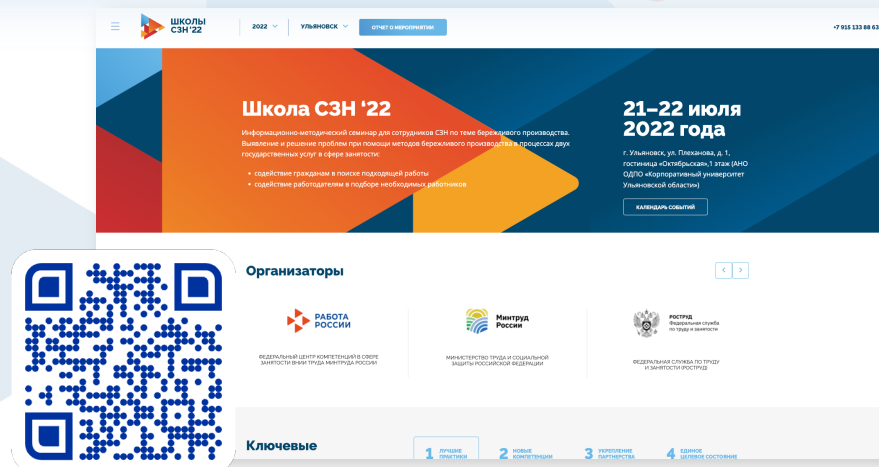 ШКОЛЫ
СЗН'22
2022
УЛЬЯНОВСК
ОТЧЕТ О МЕРОПРИЯТИИ
+7 915 133 88 63
Школа СЗН ‘22
Информационно-методический семинар для сотрудников СЗН по теме бережливого производства.
Выявление и решение проблем при помощи методов бережливого производства в процессах двух
государственных услуг в сфере занятости:
• содействие гражданам в поиске подходящей работы
• содействие работодателям в подборе необходимых работников
21–22 июля
2022 года
г. Ульяновск, ул. Плеханова, д. 1,
гостиница «Октябрьская»,1 этаж (АНО
ОДПО «Корпоративный университет
Ульяновской области»)
КАЛЕНДАРЬ СОБЫТИЙ
Организаторы
РАБОТА
РОССИИ
ФЕДЕРАЛЬНЫЙ ЦЕНТР КОМПЕТЕНЦИЙ В СФЕРЕ
ЗАНЯТОСТИ ВНИИ ТРУДА МИНТРУДА РОССИИ
Минтруд
России
МИНИСТЕРСТВО ТРУДА И СОЦИАЛЬНОЙ
ЗАЩИТЫ РОССИЙСКОЙ ФЕДЕРАЦИИ
РОСТРУД
Федеральная служба
по труду и занятости
ФЕДЕРАЛЬНАЯ СЛУЖБА ПО ТРУДУ
И ЗАНЯТОСТИ (РОСТРУД)
Ключевые
1 ЛУЧШИЕ
ПРАКТИКИ
2 НОВЫЕ
КОМПЕТЕНЦИИ
3 УКРЕПЛЕНИЕ
ПАРТНЕРСТВА
4 ЕДИНОЕ
ЦЕЛЕВОЕ СОСТОЯНИЕ